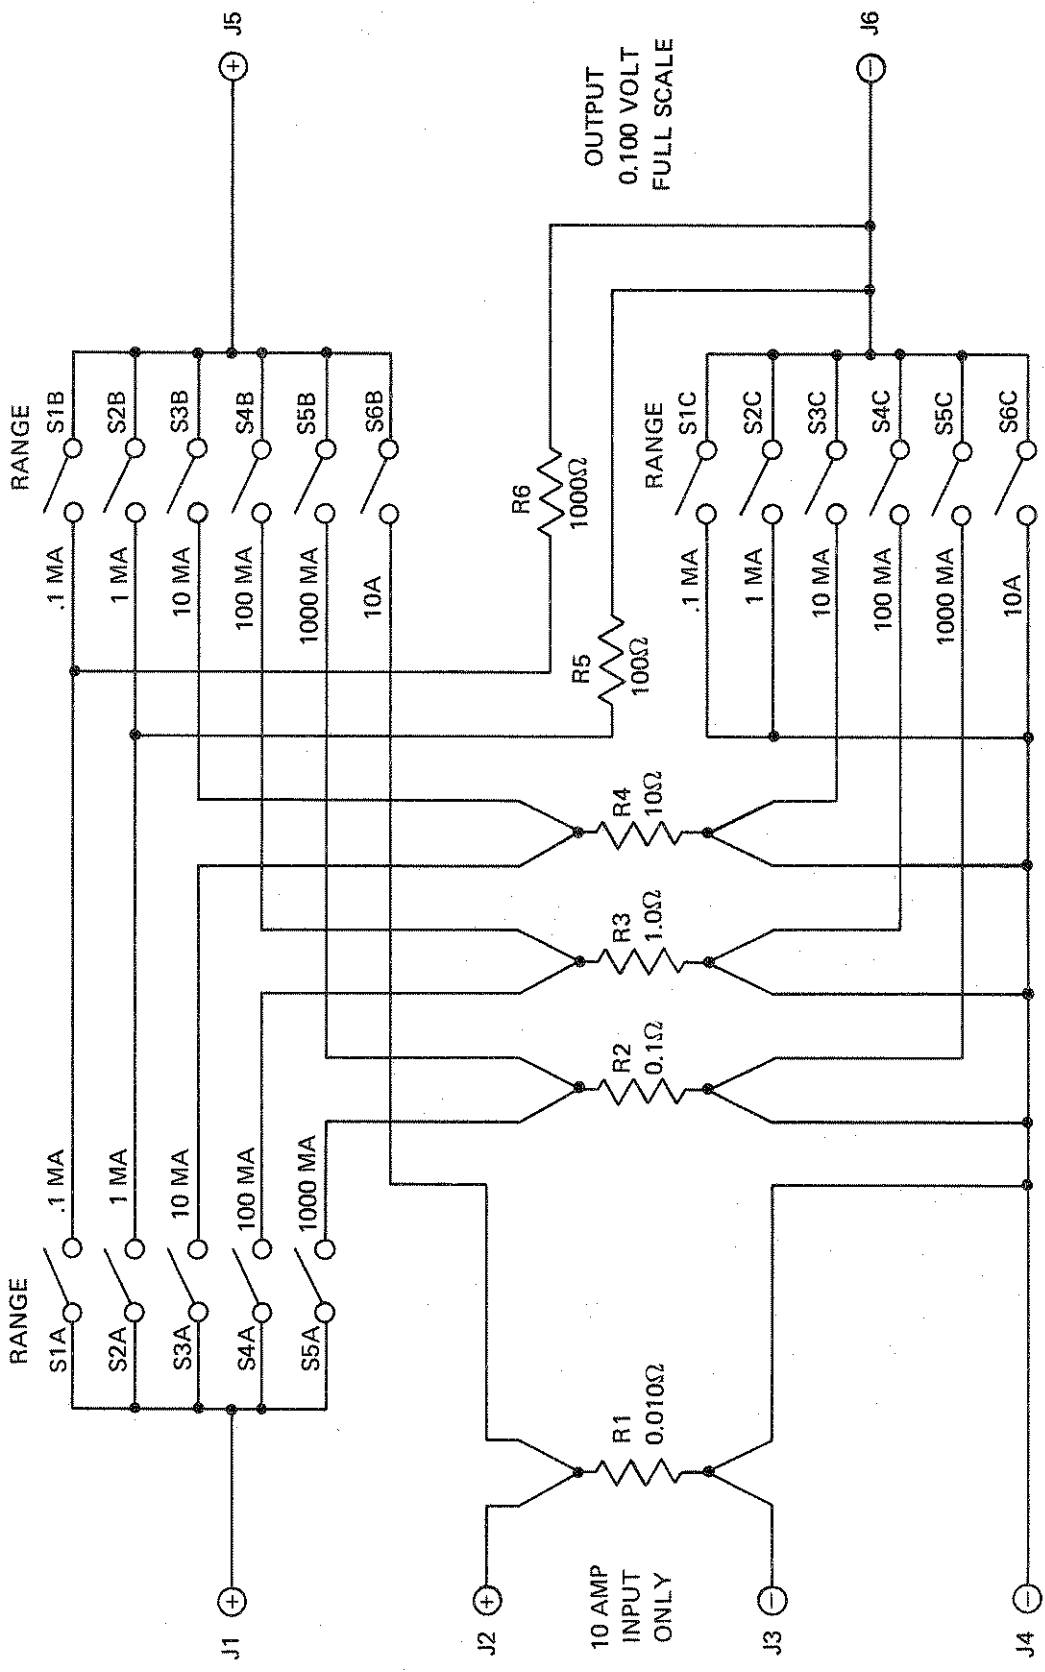 RANGE
S1A
.1 MA
S2A
1 MA
S3A
10 MA
S4A
100 MA
S5A
1000 MA
J1
+
RANGE
.1 MA
S1B
1 MA
S2B
10 MA
S3B
100 MA
S4B
1000 MA
S5B
10A
S6B
+
J5
J2
+
10 AMP
INPUT
ONLY
J3
−
R1
0.010Ω
R2
0.1Ω
R3
1.0Ω
R4
10Ω
R5
100Ω
R6
1000Ω
OUTPUT
0.100 VOLT
FULL SCALE
RANGE
.1 MA
S1C
1 MA
S2C
10 MA
S3C
100 MA
S4C
1000 MA
S5C
10A
S6C
−
J6
J4
−